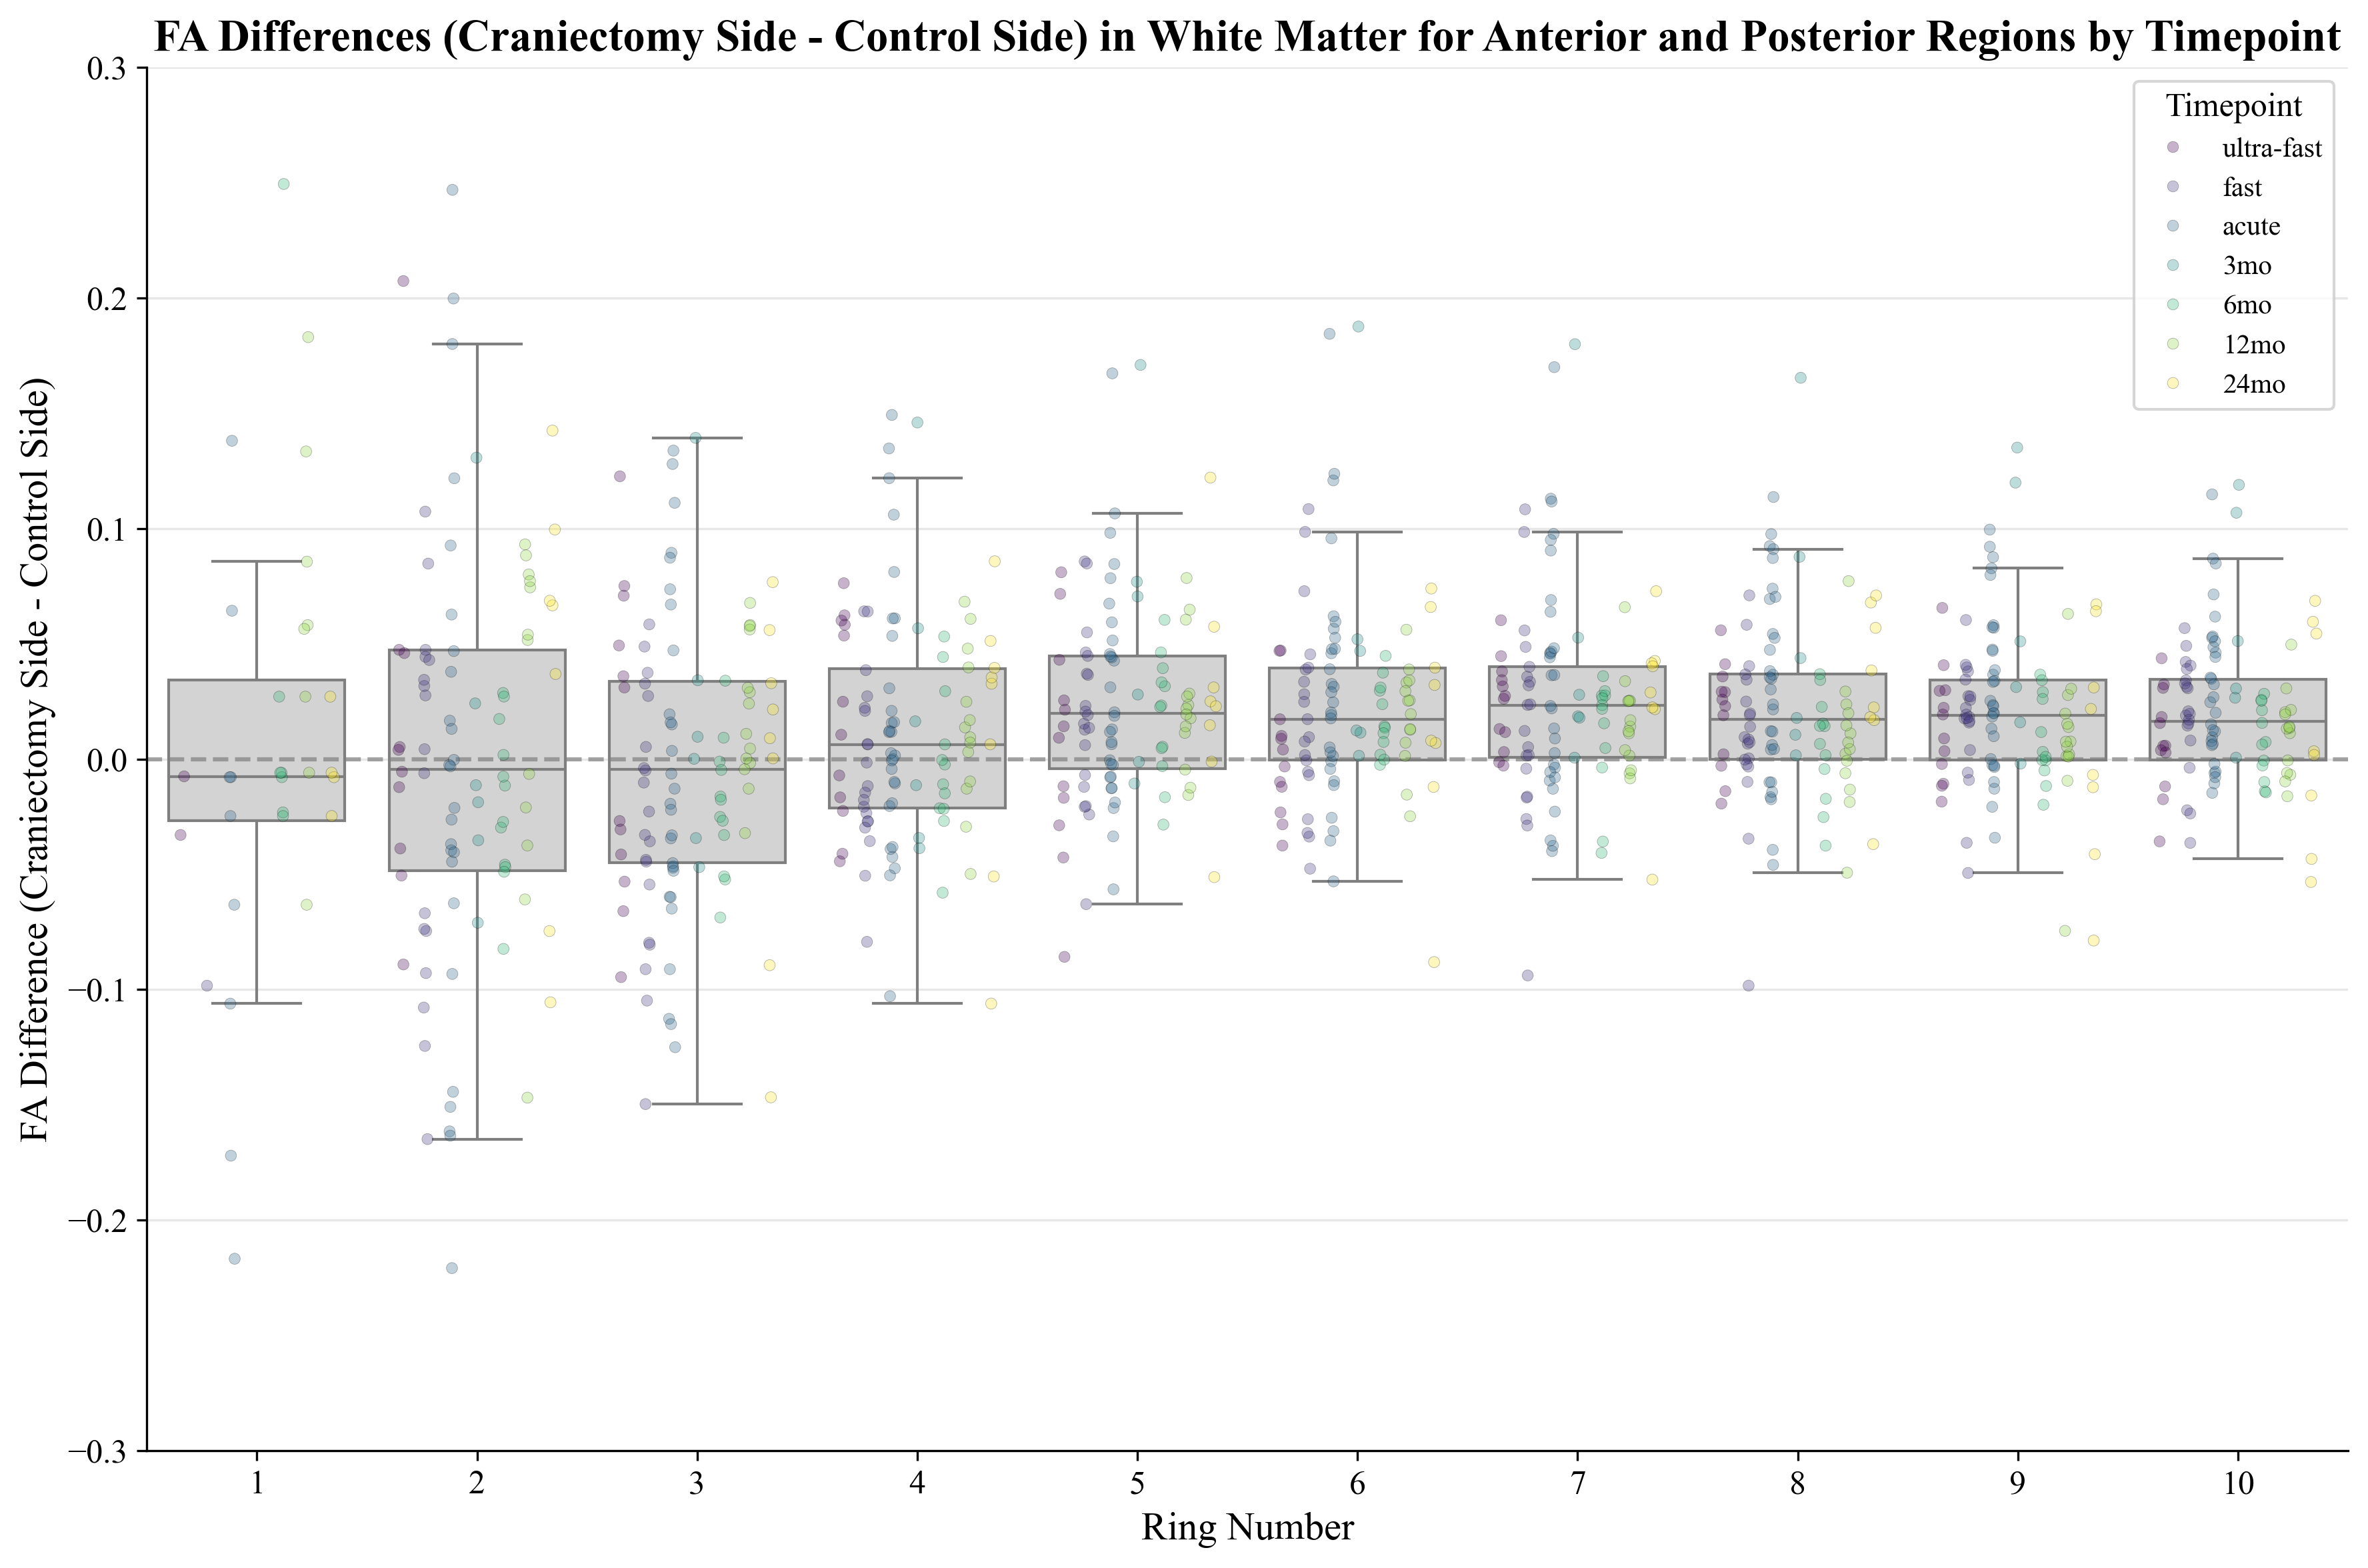 FA Differences (Craniectomy Side - Control Side) in White Matter for Anterior and Posterior Regions by Timepoint
FA Difference (Craniectomy Side - Control Side)
0.3
0.2
0.1
0.0
−0.1
−0.2
−0.3
Timepoint
ultra-fast
fast
acute
3mo
6mo
12mo
24mo
1 2 3 4 5 6 7 8 9 10
Ring Number